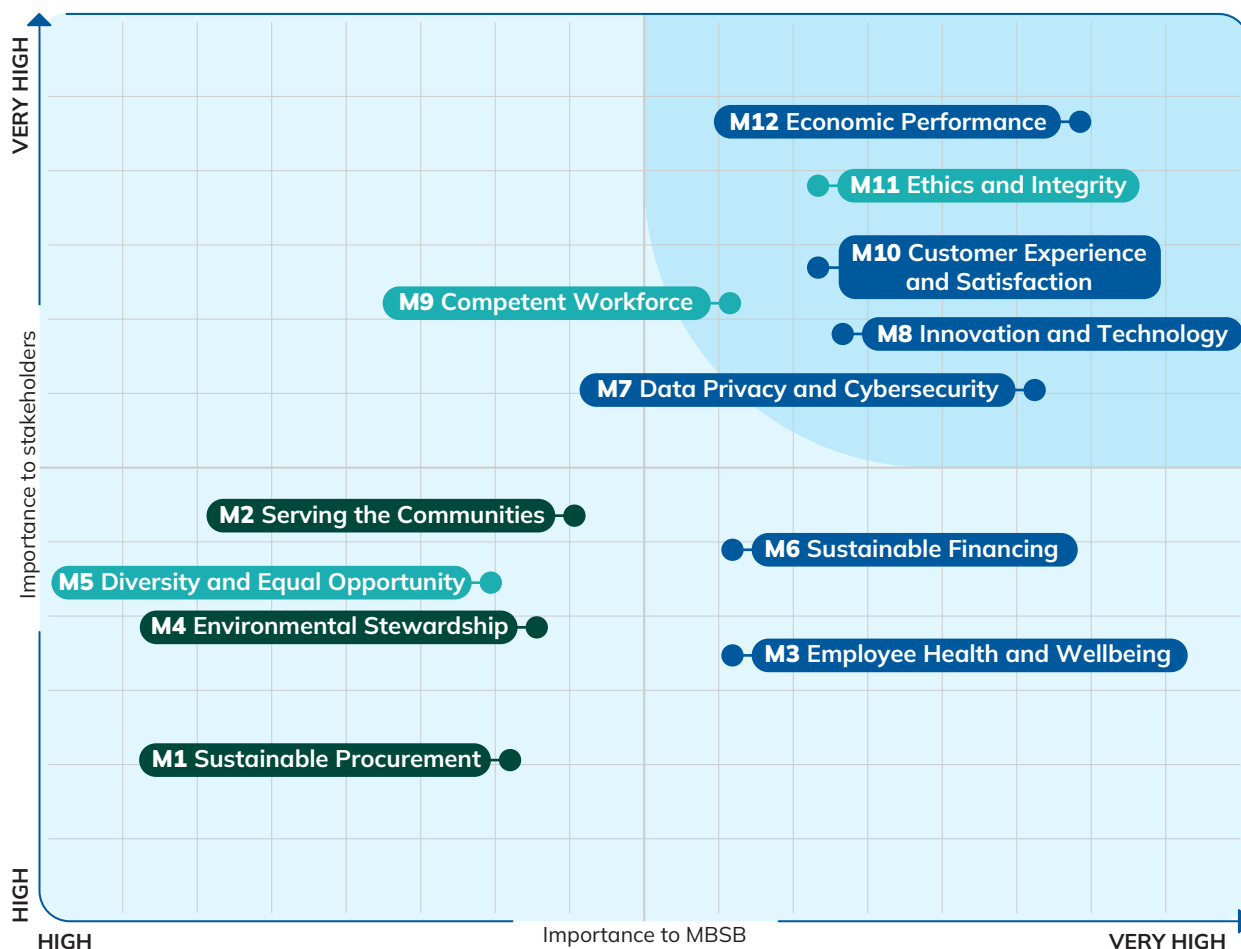 VERY HIGH
M12 Economic Performance
M11 Ethics and Integrity
M10 Customer Experience
and Satisfaction
M9 Competent Workforce
M8 Innovation and Technology
M7 Data Privacy and Cybersecurity
Importance to stakeholders
M2 Serving the Communities
M6 Sustainable Financing
M5 Diversity and Equal Opportunity
M4 Environmental Stewardship
M3 Employee Health and Wellbeing
M1 Sustainable Procurement
HIGH
HIGH
Importance to MBSB
VERY HIGH